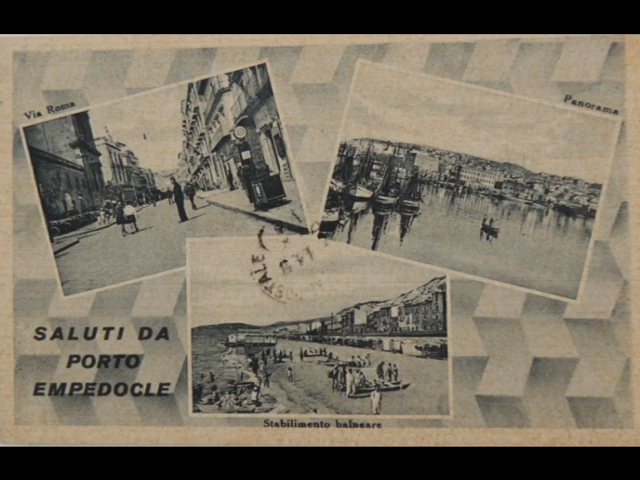 Via Roma
Panorama
SALUTI DA
PORTO
EMPEDOCLE
Stabilimento balneare